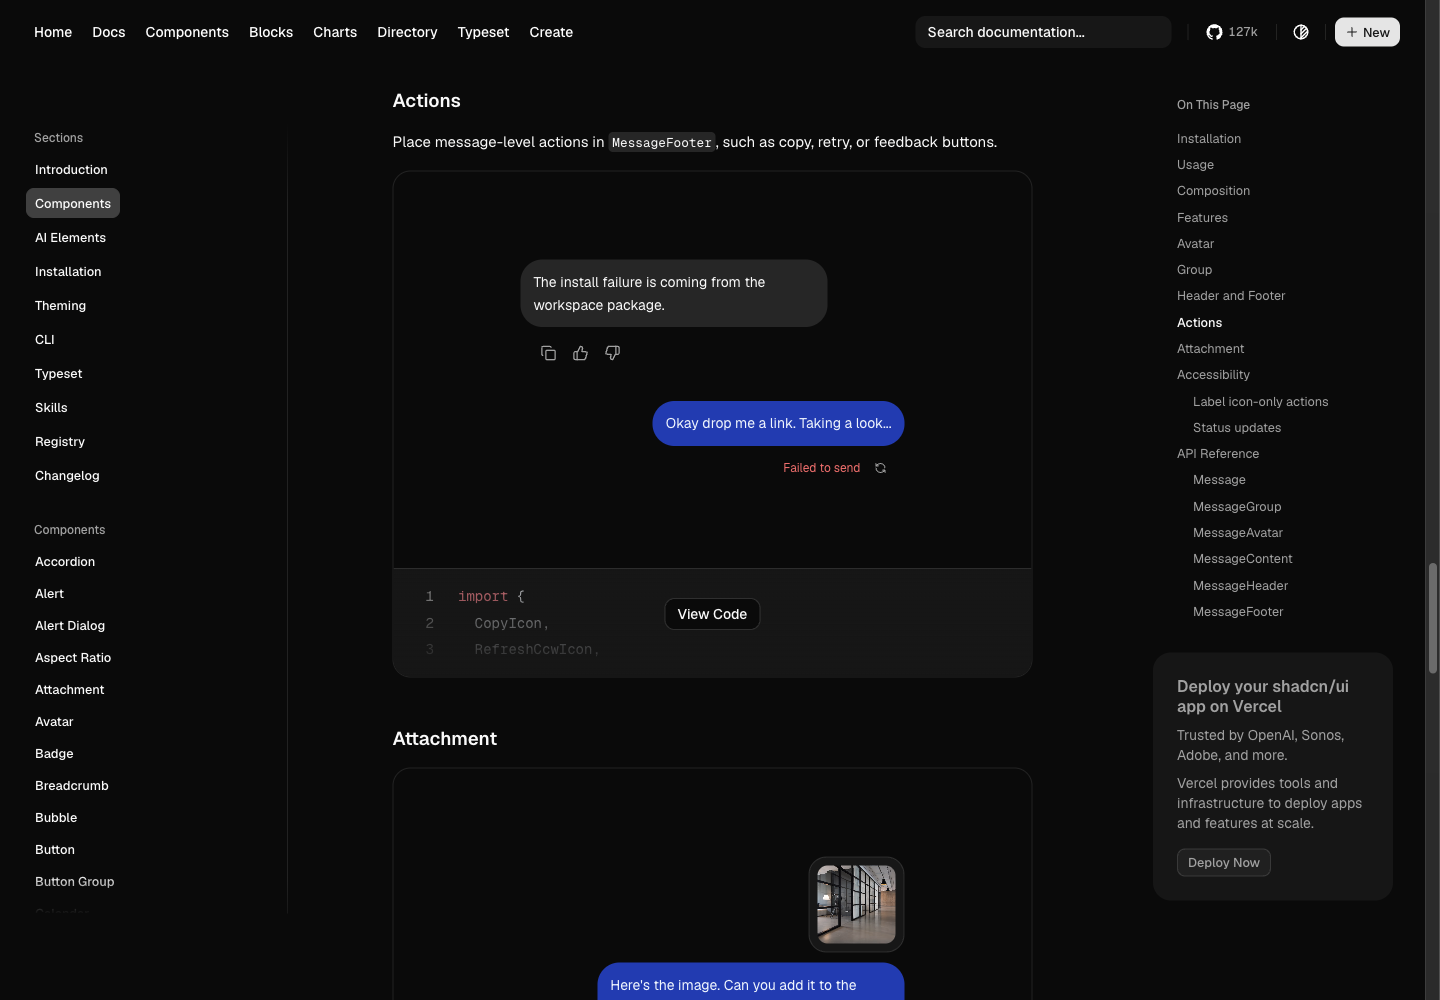 Home Docs Components Blocks Charts Directory Typeset Create
Search documentation...
127k
New
Sections
Introduction
Components
AI Elements
Installation
Theming
CLI
Typeset
Skills
Registry
Changelog
Components
Accordion
Alert
Alert Dialog
Aspect Ratio
Attachment
Avatar
Badge
Breadcrumb
Bubble
Button
Button Group
Calendar
Actions
Place message-level actions in MessageFooter, such as copy, retry, or feedback buttons.
The install failure is coming from the
workspace package.
Okay drop me a link. Taking a look...
Failed to send
1 import {
2 CopyIcon,
3 RefreshCcwIcon,
View Code
Attachment
Here's the image. Can you add it to the
On This Page
Installation
Usage
Composition
Features
Avatar
Group
Header and Footer
Actions
Attachment
Accessibility
Label icon-only actions
Status updates
API Reference
Message
MessageGroup
MessageAvatar
MessageContent
MessageHeader
MessageFooter
Deploy your shadcn/ui
app on Vercel
Trusted by OpenAI, Sonos,
Adobe, and more.
Vercel provides tools and
infrastructure to deploy apps
and features at scale.
Deploy Now